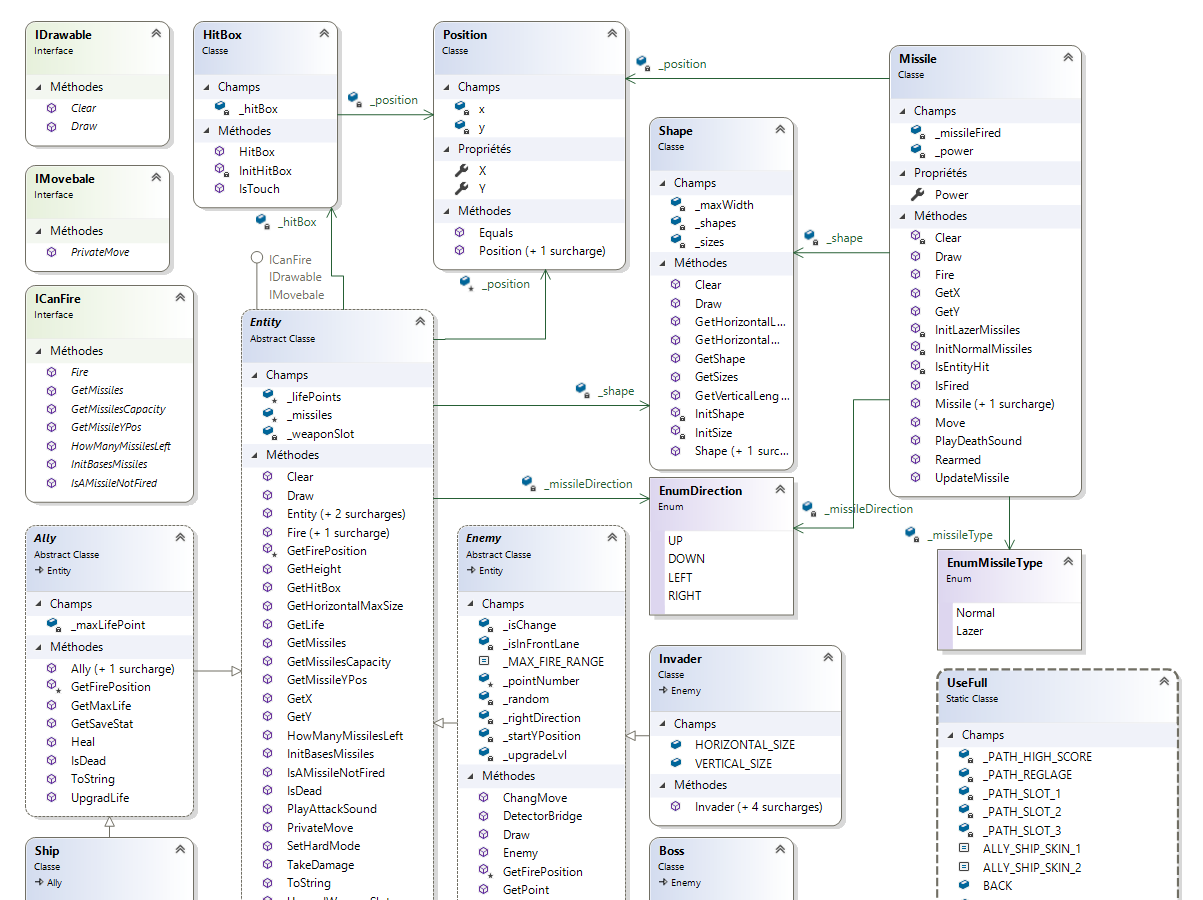 IDrawable
Interface
Méthodes
Clear
Draw
IMovebale
Interface
Méthodes
PrivateMove
ICanFire
Interface
Méthodes
Fire
GetMissiles
GetMissilesCapacity
GetMissileYPos
HowManyMissilesLeft
InitBasesMissiles
IsAMissileNotFired
Ally
Abstract Classe
Entity
Champs
_maxLifePoint
Méthodes
Ally (+ 1 surcharge)
GetFirePosition
GetMaxLife
GetSaveStat
Heal
IsDead
ToString
UpgradLife
Ship
Classe
Ally
HitBox
Classe
Champs
_hitBox
Méthodes
HitBox
InitHitBox
IsTouch
_position
_hitBox
ICanFire
IDrawable
IMovebale
Entity
Abstract Classe
Champs
_lifePoints
_missiles
_weaponSlot
Méthodes
Clear
Draw
Entity (+ 2 surcharges)
Fire (+ 1 surcharge)
GetFirePosition
GetHeight
GetHitBox
GetHorizontalMaxSize
GetLife
GetMissiles
GetMissilesCapacity
GetMissileYPos
GetX
GetY
HowManyMissilesLeft
InitBasesMissiles
IsAMissileNotFired
IsDead
PlayAttackSound
PrivateMove
SetHardMode
TakeDamage
ToString
Position
Classe
Champs
x
y
Propriétés
X
Y
Méthodes
Equals
Position (+ 1 surcharge)
_position
_position
_shape
_missileDirection
Enemy
Abstract Classe
Entity
Champs
_isChange
_isInFrontLane
_MAX_FIRE_RANGE
_pointNumber
_random
_rightDirection
_startYPosition
_upgradeLvl
Méthodes
ChangMove
DetectorBridge
Draw
Enemy
GetFirePosition
GetPoint
Shape
Classe
Champs
_maxWidth
_shapes
_sizes
Méthodes
Clear
Draw
GetHorizontalL...
GetHorizontal...
GetShape
GetSizes
GetVerticalLeng...
InitShape
InitSize
Shape (+ 1 surc...
_shape
EnumDirection
Enum
UP
DOWN
LEFT
RIGHT
_missileDirection
Invader
Classe
Enemy
Champs
HORIZONTAL_SIZE
VERTICAL_SIZE
Méthodes
Invader (+ 4 surcharges)
Boss
Classe
Enemy
Missile
Classe
Champs
_missileFired
_power
Propriétés
Power
Méthodes
Clear
Draw
Fire
GetX
GetY
InitLazerMissiles
InitNormalMissiles
IsEntityHit
IsFired
Missile (+ 1 surcharge)
Move
PlayDeathSound
Rearmed
UpdateMissile
_missileType
EnumMissileType
Enum
Normal
Lazer
UseFull
Static Classe
Champs
_PATH_HIGH_SCORE
_PATH_REGLAGE
_PATH_SLOT_1
_PATH_SLOT_2
_PATH_SLOT_3
ALLY_SHIP_SKIN_1
ALLY_SHIP_SKIN_2
BACK